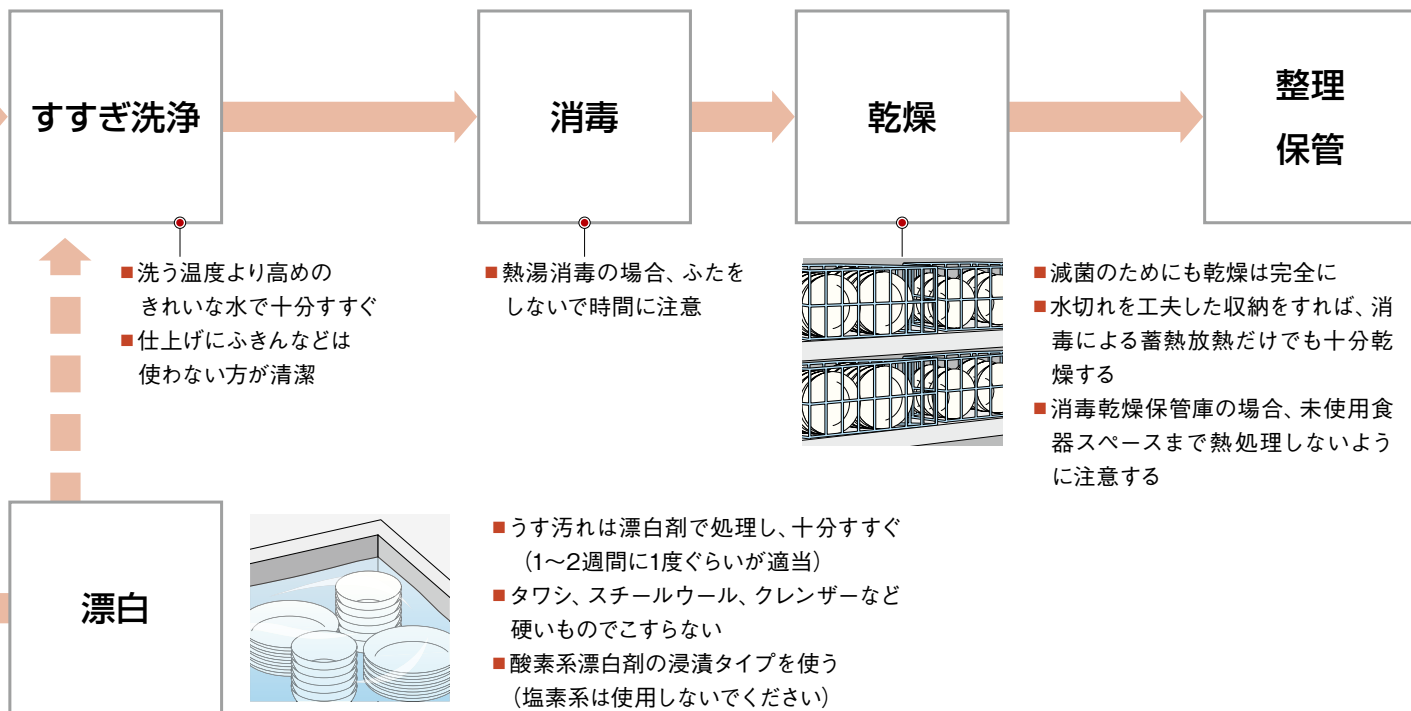 すすぎ洗浄
消毒
乾燥
整理
保管
■洗う温度より高めの
きれいな水で十分すすぐ
■仕上げにふきんなどは
使わない方が清潔
■熱湯消毒の場合、ふたを
しないで時間に注意
■滅菌のためにも乾燥は完全に
■水切れを工夫した収納をすれば、消
毒による蓄熱放熱だけでも十分乾
燥する
■消毒乾燥保管庫の場合、未使用食
器スペースまで熱処理しないよう
に注意する
漂白
■うす汚れは漂白剤で処理し、十分すすぐ
（1〜2週間に1度ぐらいが適当）
■タワシ、スチールウール、クレンザーなど
硬いものでこすらない
■酸素系漂白剤の浸漬タイプを使う
（塩素系は使用しないでください）